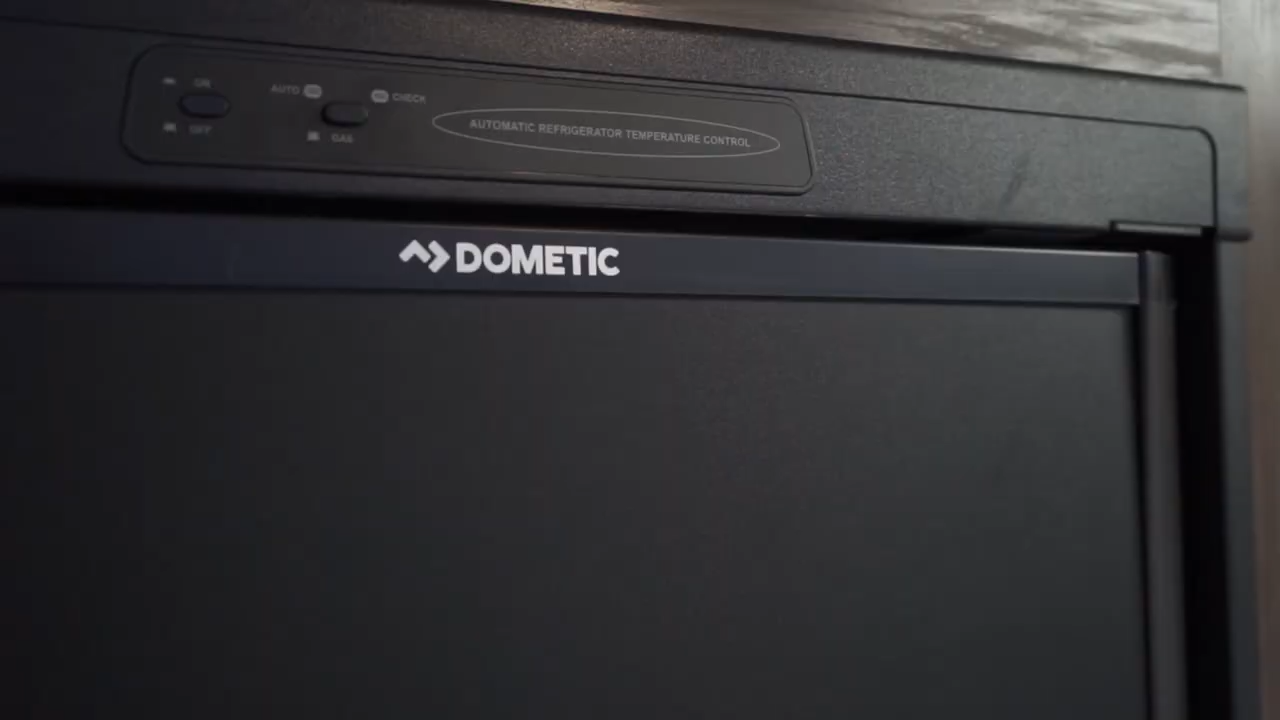 ON
OFF
AUTO
CHECK
GAS
AUTOMATIC REFRIGERATOR TEMPERATURE CONTROL
DOMETIC